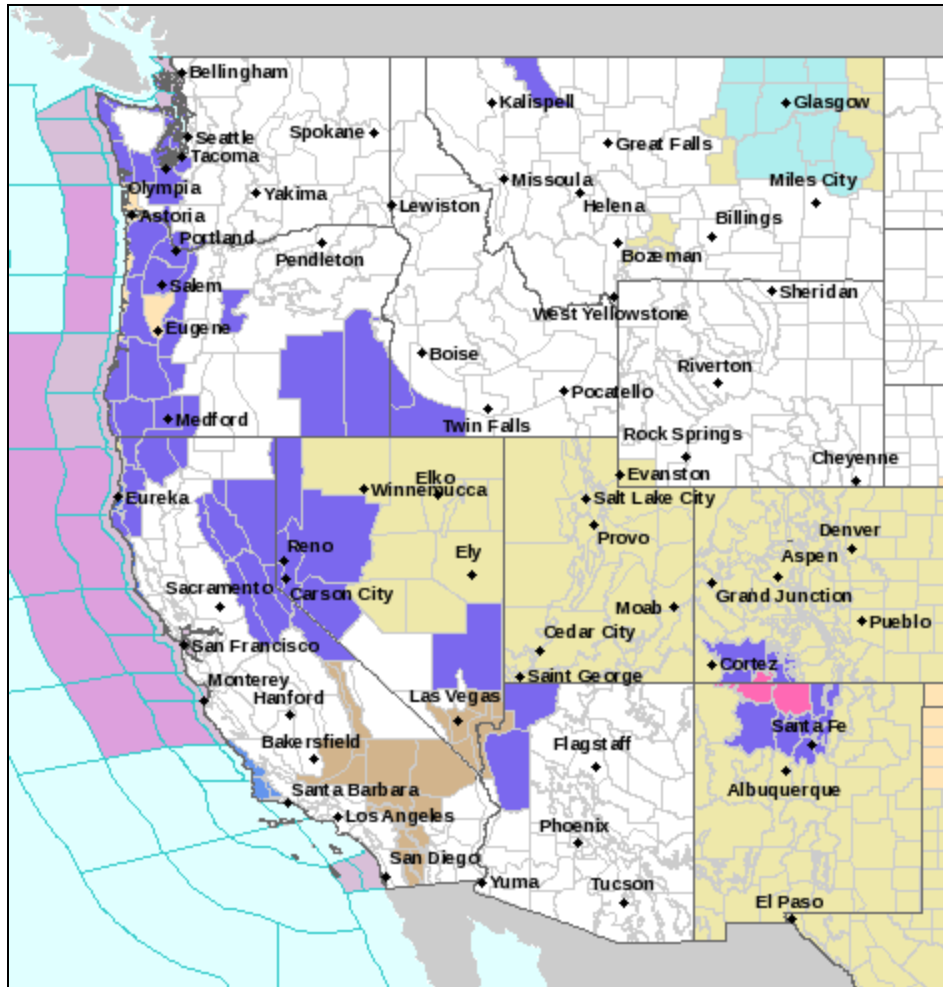 Bellingham
Kalispell
Glasgow
Seattle
Spokane
Great Falls
Tacoma
Olympia
Missoula
Miles City
Yakima
Helena
Lewiston
Astoria
Billings
Portland
Pendleton
Bozeman
Salem
Sheridan
West Yellowstone
Eugene
Boise
Riverton
Pocatello
Medford
Twin Falls
Rock Springs
Cheyenne
Evanston
Elko
Winnemucca
Eureka
Salt Lake City
Denver
Provo
Reno
Ely
Aspen
Sacramento
Carson City
Grand Junction
Moab
Pueblo
Cedar City
San Francisco
Cortez
Saint George
Monterey
Hanford
Las Vegas
Santa Fe
Bakersfield
Flagstaff
Santa Barbara
Albuquerque
Los Angeles
Phoenix
San Diego
Yuma
Tucson
El Paso